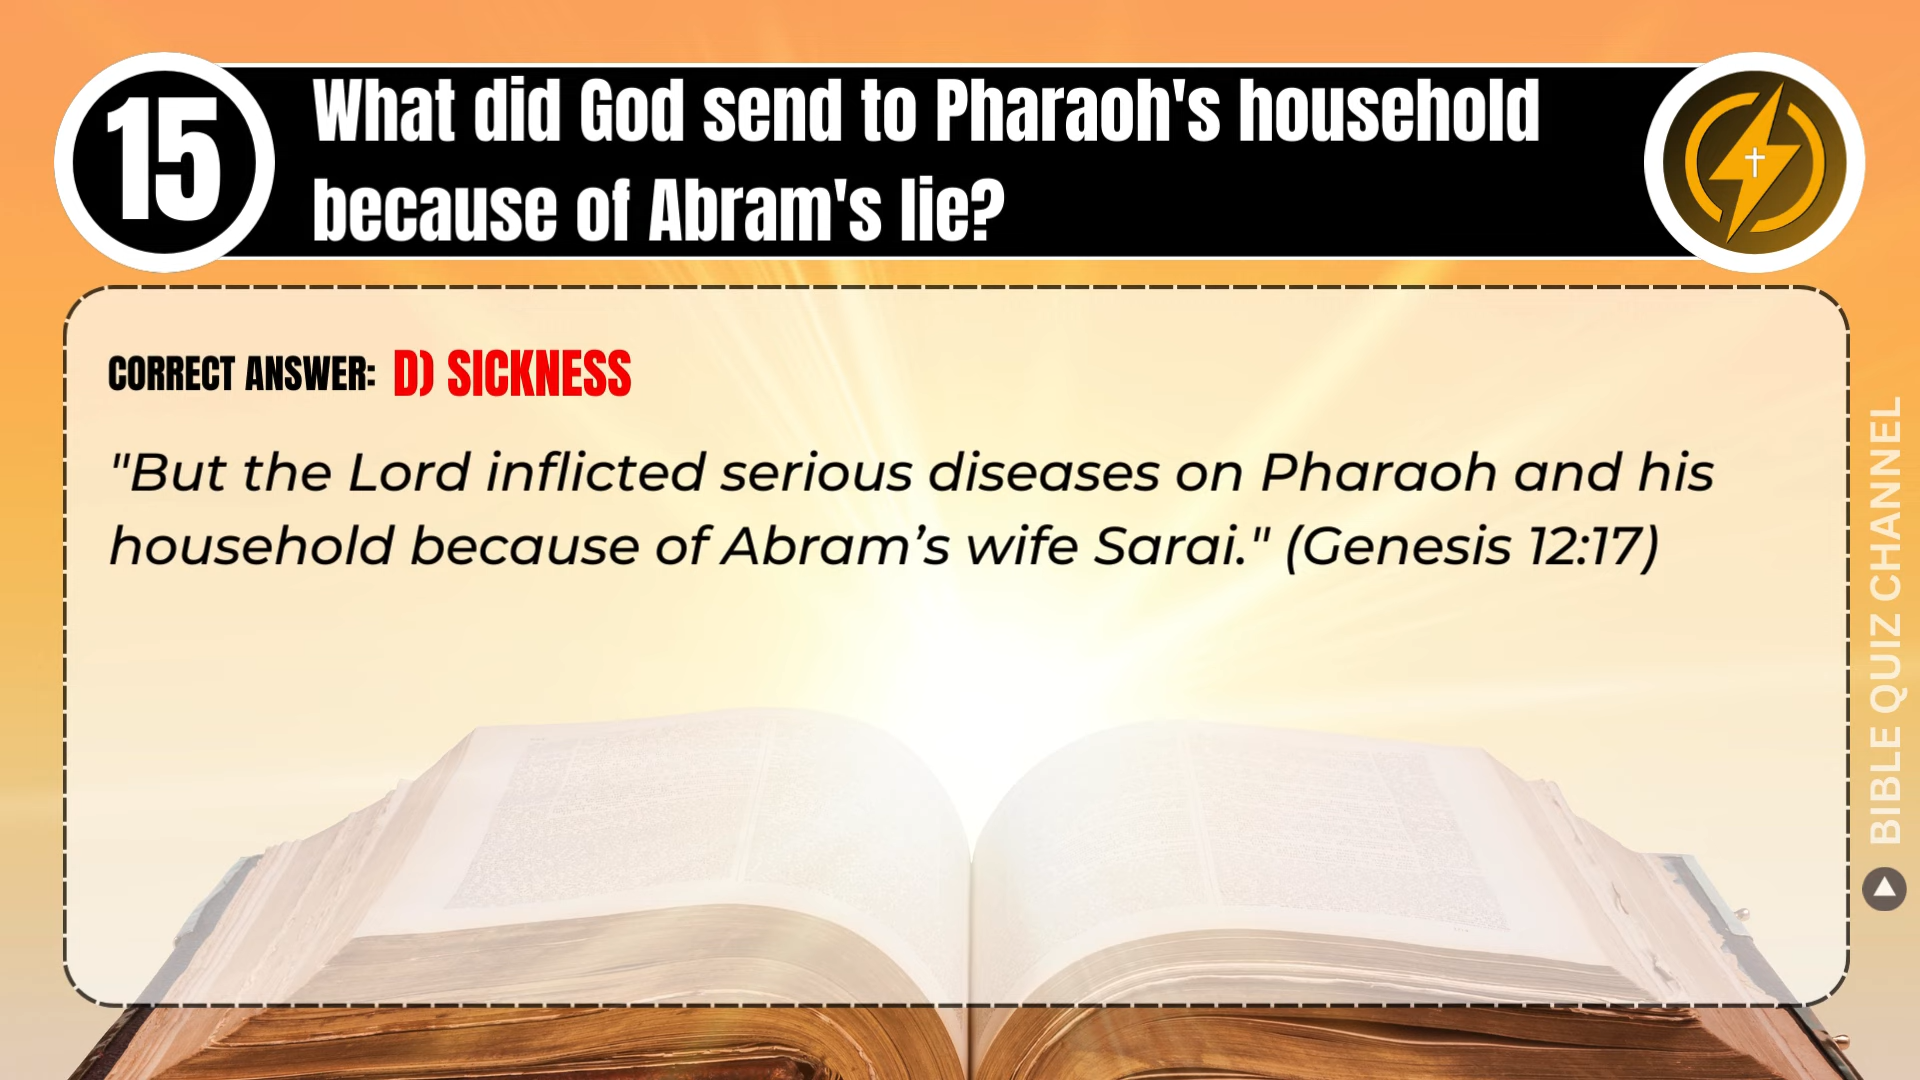 15
What did God send to Pharaoh's household
because of Abram's lie?
CORRECT ANSWER: D) SICKNESS
"But the Lord inflicted serious diseases on Pharaoh and his
household because of Abram’s wife Sarai." (Genesis 12:17)
BIBLE QUIZ CHANNEL